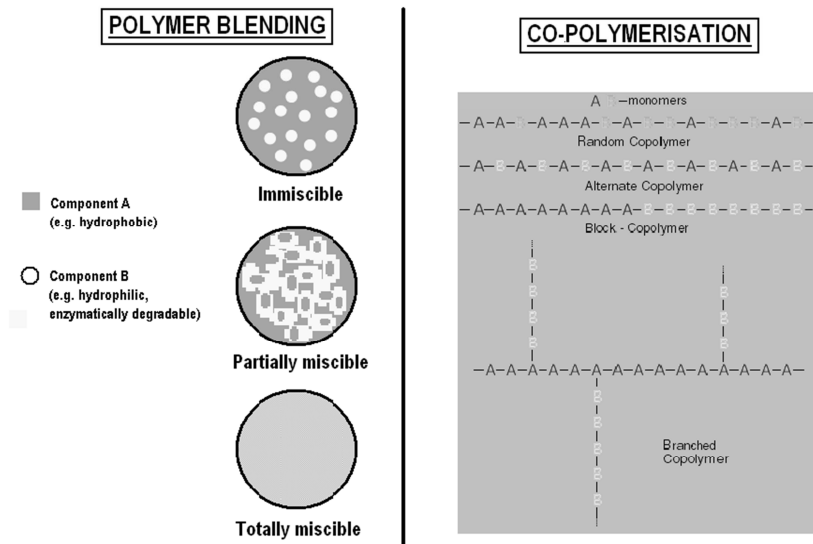 POLYMER BLENDING
Immiscible
Component A
(e.g. hydrophobic)
Component B
(e.g. hydrophilic,
enzymatically degradable)
Partially miscible
Totally miscible
CO-POLYMERISATION
A B –monomers
Random Copolymer
–A–B–A–B–A–B–A–B–A–B–A–B–A–B–A–B–
Alternate Copolymer
–A–A–A–A–A–A–A–A–B–B–B–B–B–B–B–B–
Block - Copolymer
B
B
B
B
B
B
B
–A–A–A–A–A–A–A–A–A–A–A–A–A–A–A–
B
B
B
B
B
Branched
Copolymer